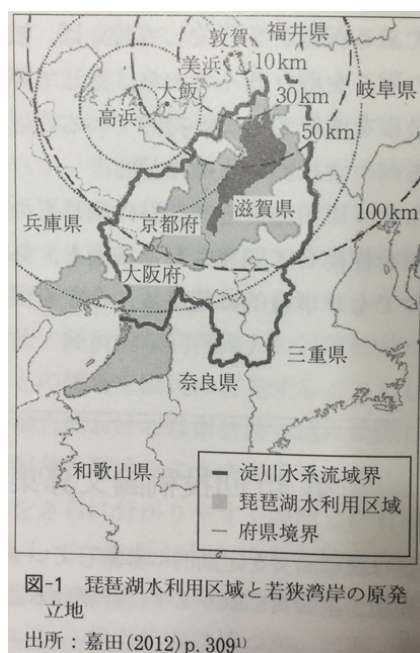 敦賀
福井県
美浜
10km
大飯
30km
岐阜県
高浜
50km
兵庫県
京都府
滋賀県
100km
大阪府
三重県
奈良県
和歌山県
淀川水系流域界
琵琶湖水利用区域
府県境界
図-1 琵琶湖水利用区域と若狭湾岸の原発
立地
出所：嘉田(2012)p.309¹⁾